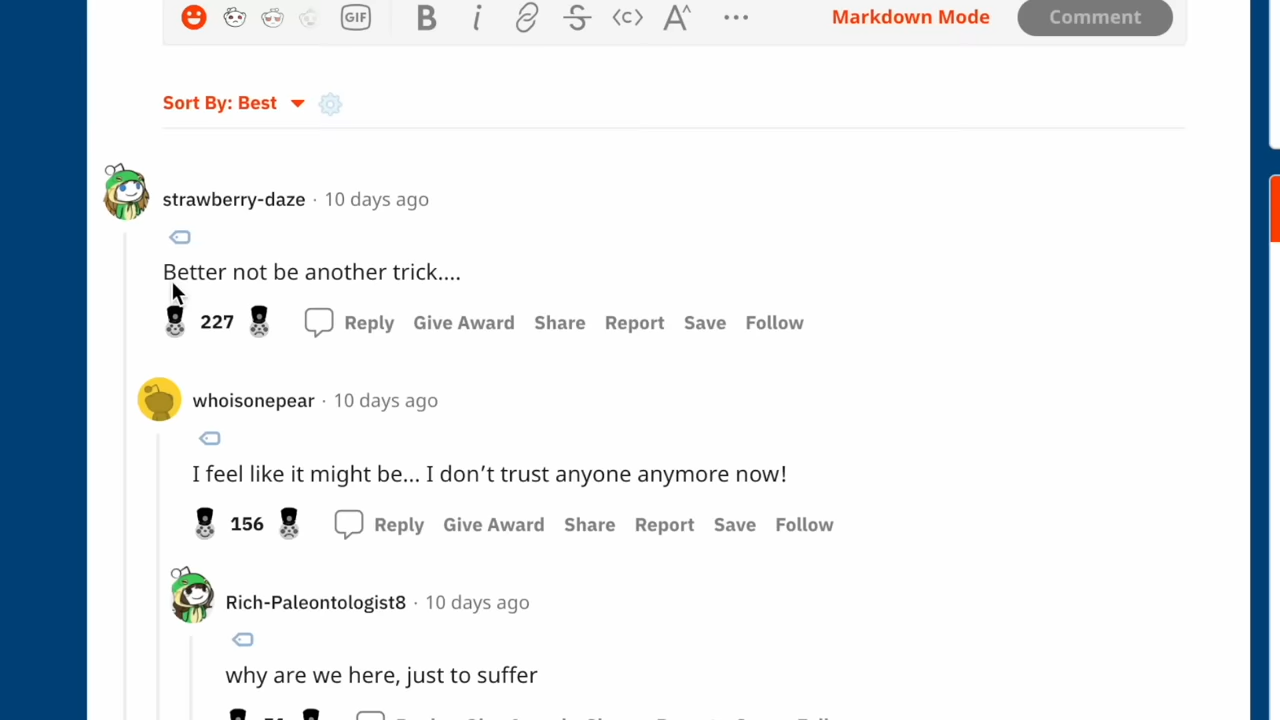 GIF B i <c> A^ ... Markdown Mode Comment
Sort By: Best
strawberry-daze · 10 days ago
Better not be another trick....
227 Reply Give Award Share Report Save Follow
whoisonepear · 10 days ago
I feel like it might be... I don’t trust anyone anymore now!
156 Reply Give Award Share Report Save Follow
Rich-Paleontologist8 · 10 days ago
why are we here, just to suffer